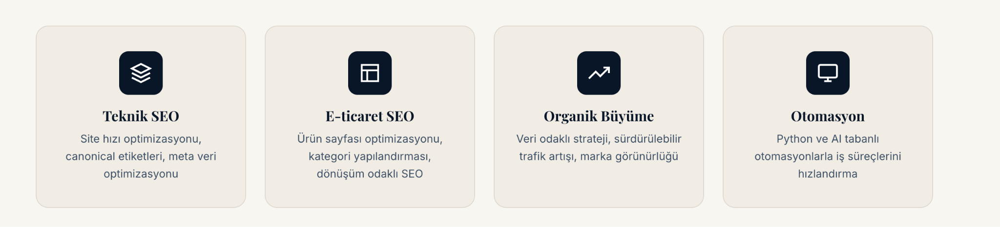 Teknik SEO
Site hızı optimizasyonu,
canonical etiketleri, meta veri
optimizasyonu
E-ticaret SEO
Ürün sayfası optimizasyonu,
kategori yapılandırması,
dönüşüm odaklı SEO
Organik Büyüme
Veri odaklı strateji, sürdürülebilir
trafik artışı, marka görünürlüğü
Otomasyon
Python ve AI tabanlı
otomasyonlarla iş süreçlerini
hızlandırma